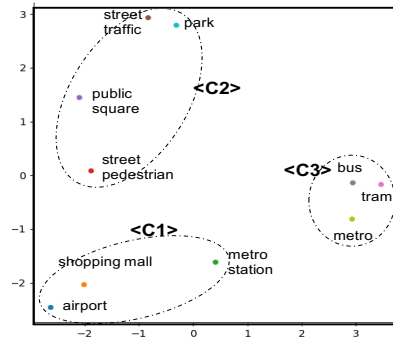 3
2
1
0
−1
−2
−2
−1
0
1
2
3
street
traffic
park
<C2>
public
square
street
pedestrian
<C3>
bus
tram
metro
<C1>
shopping mall
metro
station
airport